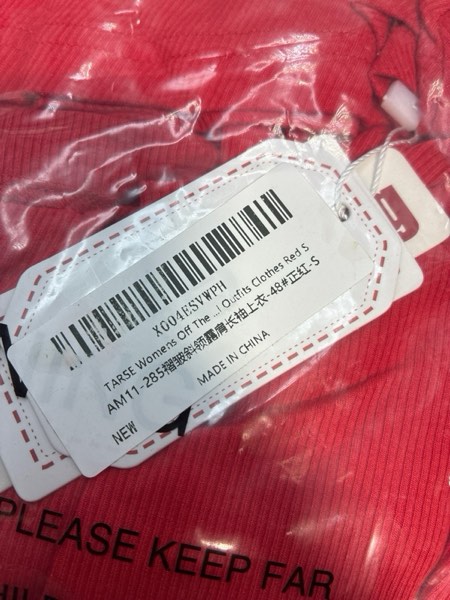 X004ESVWPH
TARSE Womens Off The ...l Outfits Clothes Red S
AM11-285褶皱斜领露肩长袖上衣-48#正红-S
NEW
MADE IN CHINA
PLEASE KEEP FAR